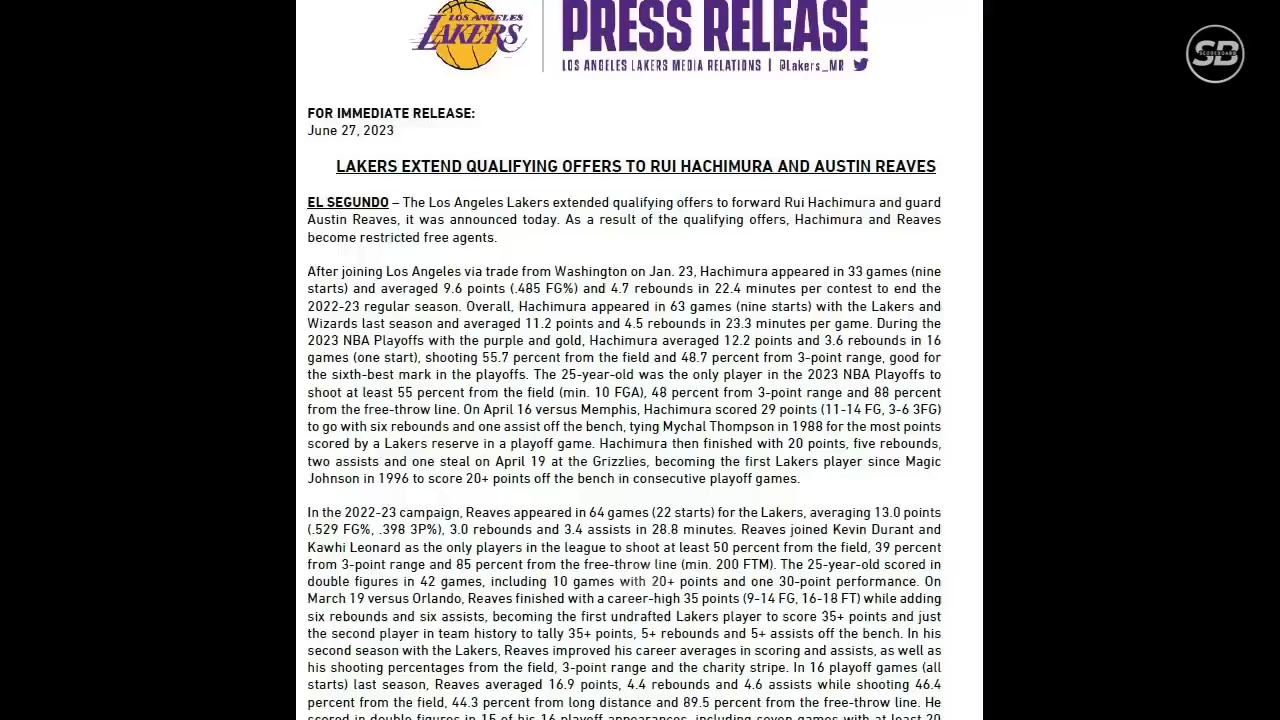 LOS ANGELES
LAKERS
PRESS RELEASE
LOS ANGELES LAKERS MEDIA RELATIONS | @Lakers_MR
SB
SCOREBOARD
FOR IMMEDIATE RELEASE:
June 27, 2023
LAKERS EXTEND QUALIFYING OFFERS TO RUI HACHIMURA AND AUSTIN REAVES
EL SEGUNDO – The Los Angeles Lakers extended qualifying offers to forward Rui Hachimura and guard
Austin Reaves, it was announced today. As a result of the qualifying offers, Hachimura and Reaves
become restricted free agents.
After joining Los Angeles via trade from Washington on Jan. 23, Hachimura appeared in 33 games (nine
starts) and averaged 9.6 points (.485 FG%) and 4.7 rebounds in 22.4 minutes per contest to end the
2022-23 regular season. Overall, Hachimura appeared in 63 games (nine starts) with the Lakers and
Wizards last season and averaged 11.2 points and 4.5 rebounds in 23.3 minutes per game. During the
2023 NBA Playoffs with the purple and gold, Hachimura averaged 12.2 points and 3.6 rebounds in 16
games (one start), shooting 55.7 percent from the field and 48.7 percent from 3-point range, good for
the sixth-best mark in the playoffs. The 25-year-old was the only player in the 2023 NBA Playoffs to
shoot at least 55 percent from the field (min. 10 FGA), 48 percent from 3-point range and 88 percent
from the free-throw line. On April 16 versus Memphis, Hachimura scored 29 points (11-14 FG, 3-6 3FG)
to go with six rebounds and one assist off the bench, tying Mychal Thompson in 1988 for the most points
scored by a Lakers reserve in a playoff game. Hachimura then finished with 20 points, five rebounds,
two assists and one steal on April 19 at the Grizzlies, becoming the first Lakers player since Magic
Johnson in 1996 to score 20+ points off the bench in consecutive playoff games.
In the 2022-23 campaign, Reaves appeared in 64 games (22 starts) for the Lakers, averaging 13.0 points
(.529 FG%, .398 3P%), 3.0 rebounds and 3.4 assists in 28.8 minutes. Reaves joined Kevin Durant and
Kawhi Leonard as the only players in the league to shoot at least 50 percent from the field, 39 percent
from 3-point range and 85 percent from the free-throw line (min. 200 FTM). The 25-year-old scored in
double figures in 42 games, including 10 games with 20+ points and one 30-point performance. On
March 19 versus Orlando, Reaves finished with a career-high 35 points (9-14 FG, 16-18 FT) while adding
six rebounds and six assists, becoming the first undrafted Lakers player to score 35+ points and just
the second player in team history to tally 35+ points, 5+ rebounds and 5+ assists off the bench. In his
second season with the Lakers, Reaves improved his career averages in scoring and assists, as well as
his shooting percentages from the field, 3-point range and the charity stripe. In 16 playoff games (all
starts) last season, Reaves averaged 16.9 points, 4.4 rebounds and 4.6 assists while shooting 46.4
percent from the field, 44.3 percent from long distance and 89.5 percent from the free-throw line. He
scored in double figures in 15 of his 16 playoff appearances, including seven games with at least 20